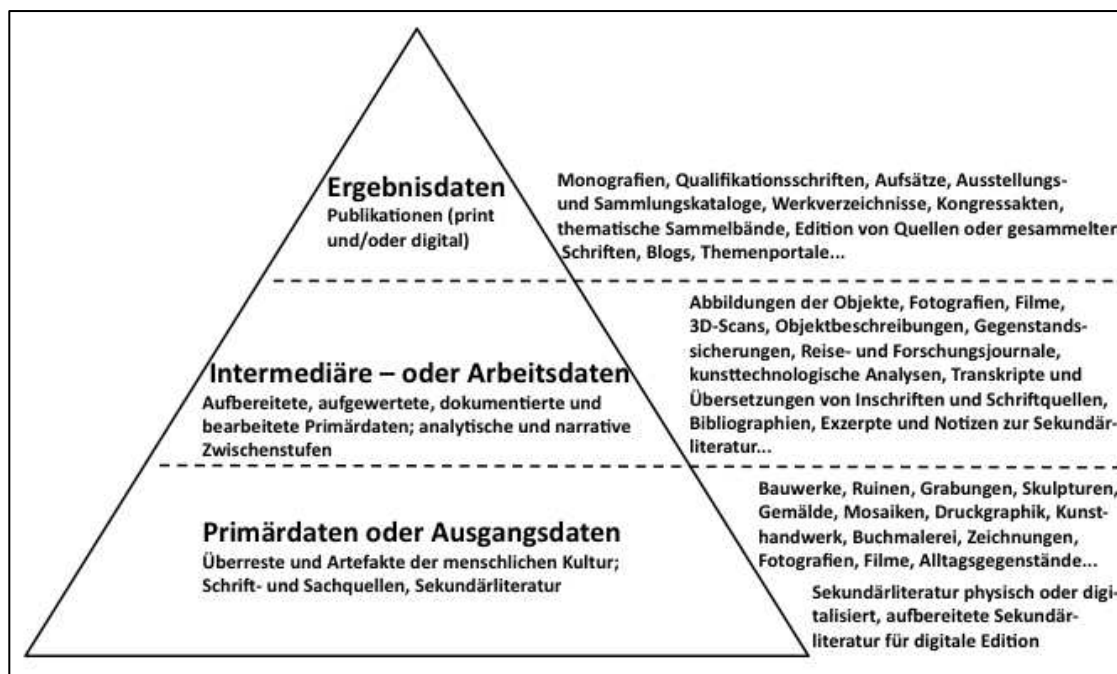 Ergebnisdaten
Publikationen (print
und/oder digital)
Monografien, Qualifikationsschriften, Aufsätze, Ausstellungs-
und Sammlungskataloge, Werkverzeichnisse, Kongressakten,
thematische Sammelbände, Edition von Quellen oder gesammelter
Schriften, Blogs, Themenportale...
Intermediäre – oder Arbeitsdaten
Aufbereitete, aufgewertete, dokumentierte und
bearbeitete Primärdaten; analytische und narrative
Zwischenstufen
Abbildungen der Objekte, Fotografien, Filme,
3D-Scans, Objektbeschreibungen, Gegenstands-
sicherungen, Reise- und Forschungsjournale,
kunsttechnologische Analysen, Transkripte und
Übersetzungen von Inschriften und Schriftquellen,
Bibliographien, Exzerpte und Notizen zur Sekundär-
literatur...
Primärdaten oder Ausgangsdaten
Überreste und Artefakte der menschlichen Kultur;
Schrift- und Sachquellen, Sekundärliteratur
Bauwerke, Ruinen, Grabungen, Skulpturen,
Gemälde, Mosaiken, Druckgraphik, Kunst-
handwerk, Buchmalerei, Zeichnungen,
Fotografien, Filme, Alltagsgegenstände...
Sekundärliteratur physisch oder digi-
talisiert, aufbereitete Sekundär-
literatur für digitale Edition